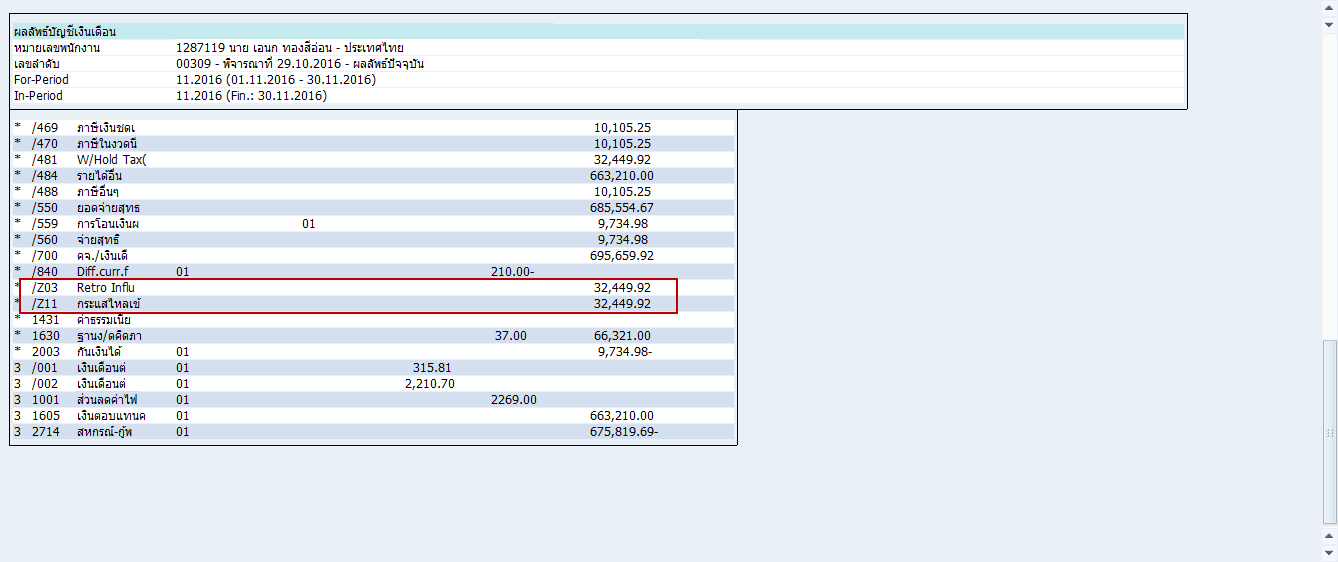 ผลลัพธ์บัญชีเงินเดือน
หมายเลขพนักงาน 1287119 นาย เอนก ทองสีอ่อน - ประเทศไทย
เลขลำดับ 00309 - พิจารณาที่ 29.10.2016 - ผลลัพธ์ปัจจุบัน
For-Period 11.2016 (01.11.2016 - 30.11.2016)
In-Period 11.2016 (Fin.: 30.11.2016)
* /469 ภาษีเงินชดเ 10,105.25
* /470 ภาษีในงวดนี 10,105.25
* /481 W/Hold Tax( 32,449.92
* /484 รายได้อื่น 663,210.00
* /488 ภาษีอื่นๆ 10,105.25
* /550 ยอดจ่ายสุทธ 685,554.67
* /559 การโอนเงินผ 01 9,734.98
* /560 จ่ายสุทธิ 9,734.98
* /700 คจ./เงินเดื 695,659.92
* /840 Diff.curr.f 01 210.00-
* /Z03 Retro Influ 32,449.92
* /Z11 กระแสไหลเข้ 32,449.92
* 1431 ค่าธรรมเนีย
* 1630 ฐานง/ดคิดภา 37.00 66,321.00
* 2003 กันเงินได้ 01 9,734.98-
3 /001 เงินเดือนต่ 01 315.81
3 /002 เงินเดือนต่ 01 2,210.70
3 1001 ส่วนลดค่าไฟ 01 2269.00
3 1605 เงินตอบแทนค 01 663,210.00
3 2714 สหกรณ์-กู้พ 01 675,819.69-